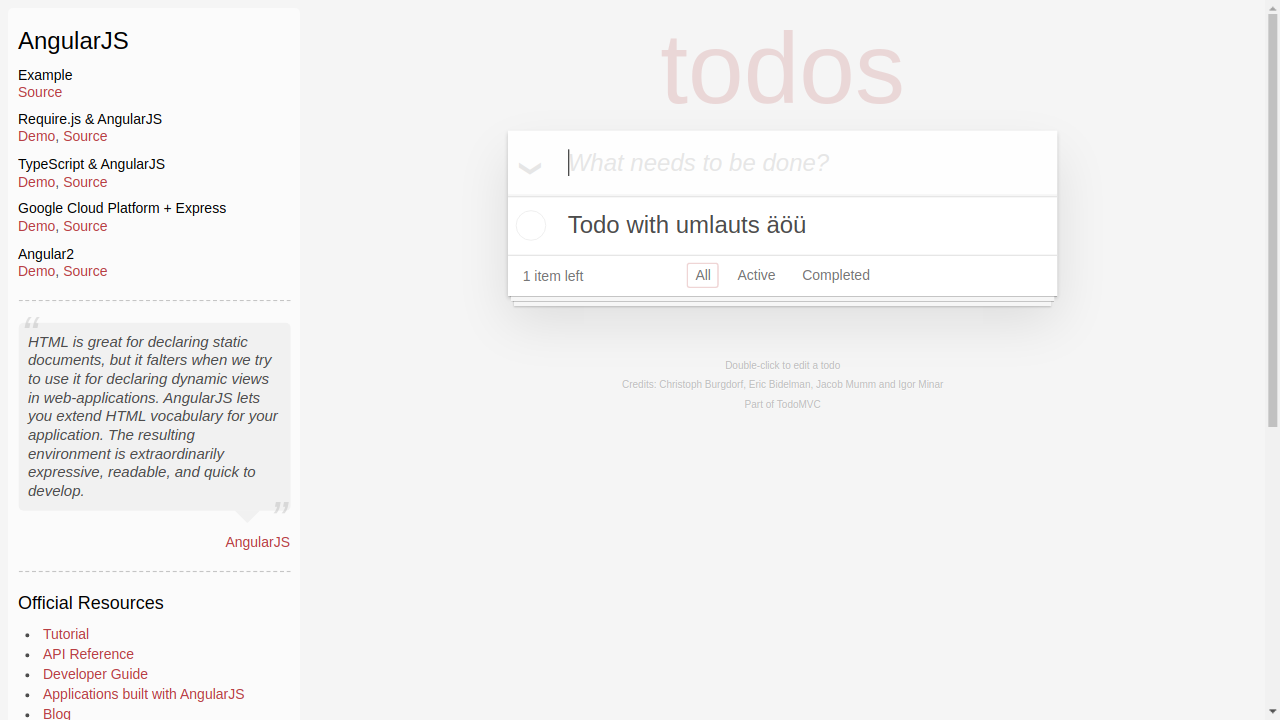 AngularJS
Example
Source
Require.js & AngularJS
Demo, Source
TypeScript & AngularJS
Demo, Source
Google Cloud Platform + Express
Demo, Source
Angular2
Demo, Source
“
HTML is great for declaring static
documents, but it falters when we try
to use it for declaring dynamic views
in web-applications. AngularJS lets
you extend HTML vocabulary for your
application. The resulting
environment is extraordinarily
expressive, readable, and quick to
develop.
”
AngularJS
Official Resources
• Tutorial
• API Reference
• Developer Guide
• Applications built with AngularJS
• Blog
todos
What needs to be done?
Todo with umlauts äöü
1 item left All Active Completed
Double-click to edit a todo
Credits: Christoph Burgdorf, Eric Bidelman, Jacob Mumm and Igor Minar
Part of TodoMVC